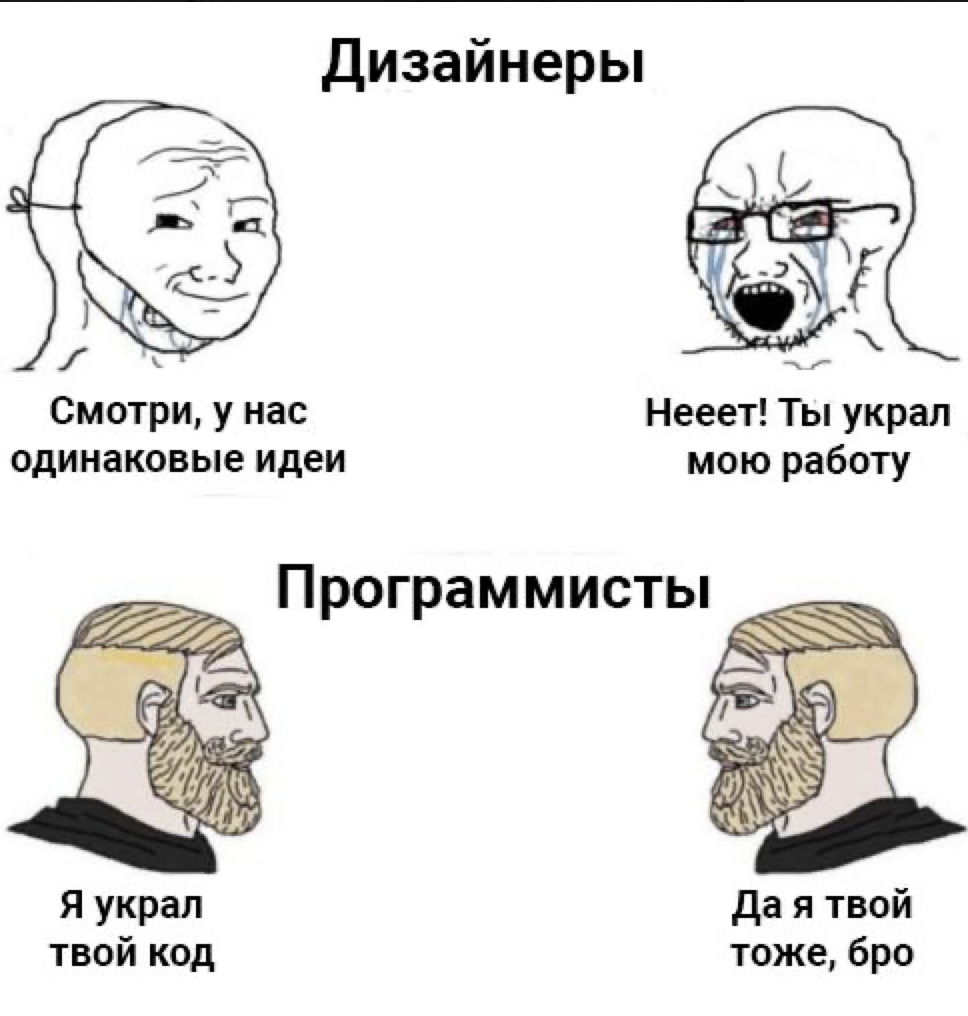 Дизайнеры
Смотри, у нас
одинаковые идеи
Нееет! Ты украл
мою работу
Программисты
Я украл
твой код
Да я твой
тоже, бро